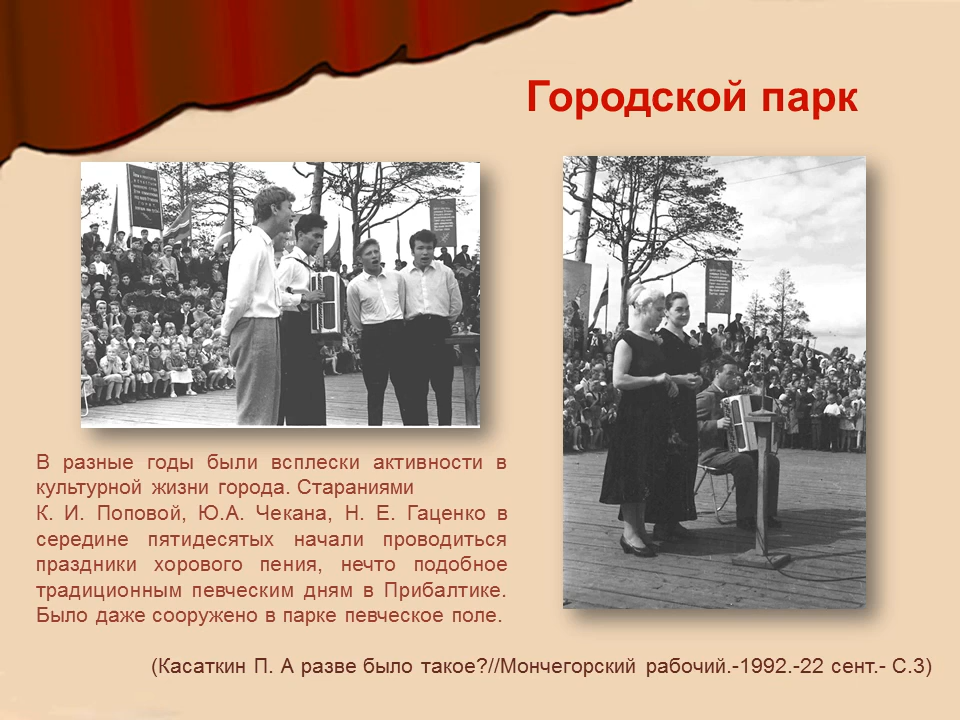 Городской парк
В разные годы были всплески активности в
культурной жизни города. Стараниями
К. И. Поповой, Ю.А. Чекана, Н. Е. Гаценко в
середине пятидесятых начали проводиться
праздники хорового пения, нечто подобное
традиционным певческим дням в Прибалтике.
Было даже сооружено в парке певческое поле.
(Касаткин П. А разве было такое?//Мончегорский рабочий.-1992.-22 сент.- С.3)